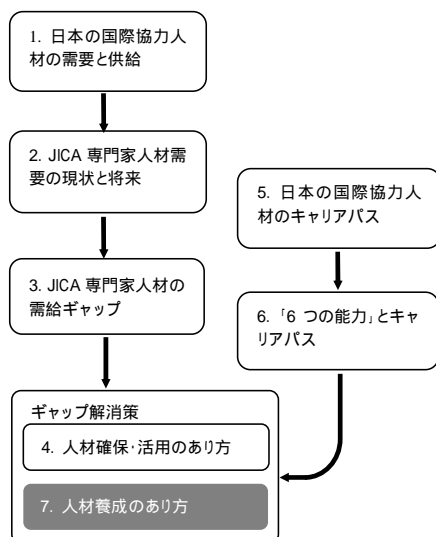 1. 日本の国際協力人
材の需要と供給
2. JICA 専門家人材需
要の現状と将来
3. JICA 専門家人材の
需給ギャップ
5. 日本の国際協力人
材のキャリアパス
6. 「6 つの能力」とキャ
リアパス
ギャップ解消策
4. 人材確保・活用のあり方
7. 人材養成のあり方